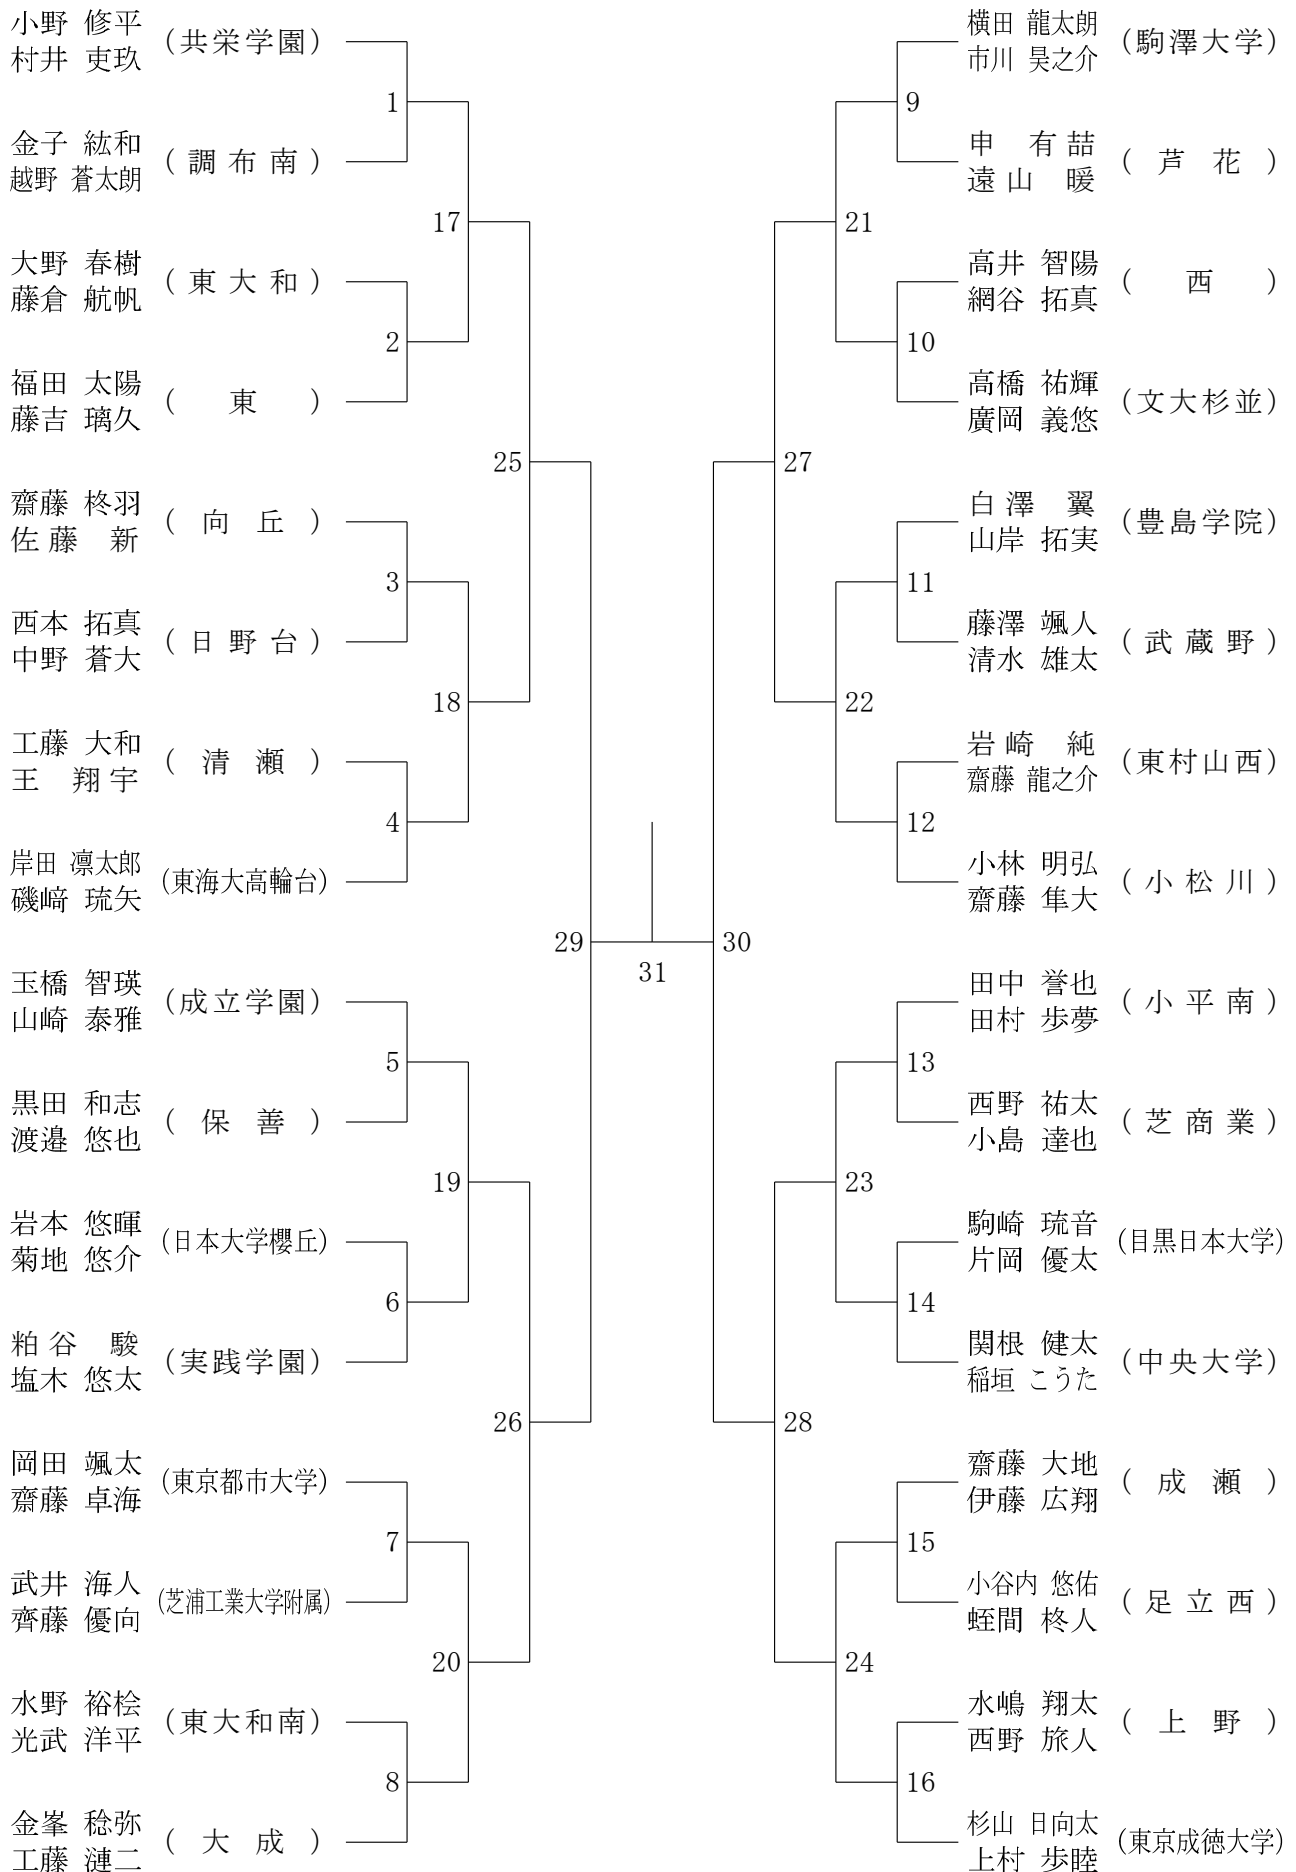 小野 修平
村井 吏玖
(共栄学園)
1
金子 紘和
越野 蒼太朗
(調布南)
17
大野 春樹
藤倉 航帆
(東大和)
2
福田 太陽
藤吉 璃久
(東)
25
齋藤 柊羽
佐藤 新
(向丘)
3
西本 拓真
中野 蒼大
(日野台)
18
工藤 大和
王 翔宇
(清瀬)
4
岸田 凛太郎
磯﨑 琉矢
(東海大高輪台)
29
玉橋 智瑛
山崎 泰雅
(成立学園)
5
黒田 和志
渡邉 悠也
(保善)
19
岩本 悠暉
菊地 悠介
(日本大学櫻丘)
6
粕谷 駿
塩木 悠太
(実践学園)
26
岡田 颯太
齋藤 卓海
(東京都市大学)
7
武井 海人
齊藤 優向
(芝浦工業大学附属)
20
水野 裕桧
光武 洋平
(東大和南)
8
金峯 稔弥
工藤 漣二
(大成)
31
横田 龍太朗
市川 昊之介
(駒澤大学)
9
申 有喆
遠山 暖
(芦花)
21
高井 智陽
網谷 拓真
(西)
10
高橋 祐輝
廣岡 義悠
(文大杉並)
27
白澤 翼
山岸 拓実
(豊島学院)
11
藤澤 颯人
清水 雄太
(武蔵野)
22
岩崎 純
齋藤 龍之介
(東村山西)
12
小林 明弘
齋藤 隼大
(小松川)
30
田中 誉也
田村 歩夢
(小平南)
13
西野 祐太
小島 達也
(芝商業)
23
駒崎 琉音
片岡 優太
(目黒日本大学)
14
関根 健太
稲垣 こうた
(中央大学)
28
齋藤 大地
伊藤 広翔
(成瀬)
15
小谷内 悠佑
蛭間 柊人
(足立西)
24
水嶋 翔太
西野 旅人
(上野)
16
杉山 日向太
上村 歩睦
(東京成徳大学)